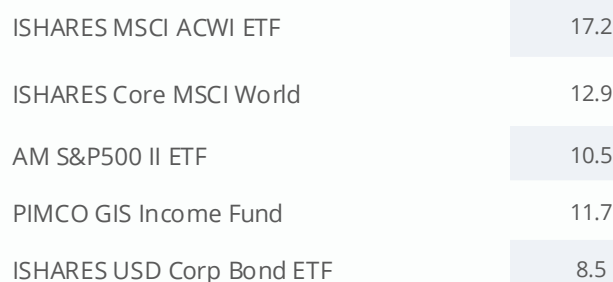 ISHARES MSCI ACWI ETF 17.2
ISHARES Core MSCI World 12.9
AM S&P500 II ETF 10.5
PIMCO GIS Income Fund 11.7
ISHARES USD Corp Bond ETF 8.5